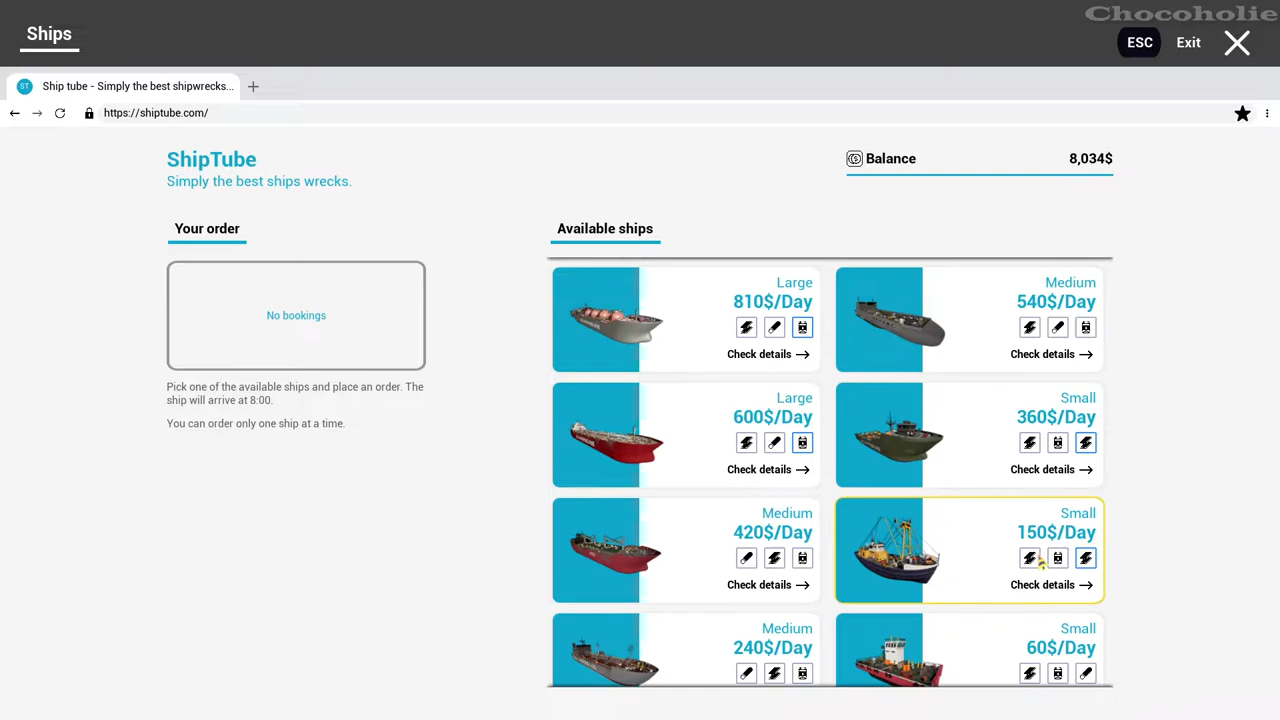 Chocoholie
Ships
ESC Exit
ST Ship tube - Simply the best shipwrecks...
https://shiptube.com/
ShipTube
Simply the best ships wrecks.
Balance 8,034$
Your order
Available ships
No bookings
Pick one of the available ships and place an order. The
ship will arrive at 8:00.
You can order only one ship at a time.
Large
810$/Day
Check details
Medium
540$/Day
Check details
Large
600$/Day
Check details
Small
360$/Day
Check details
Medium
420$/Day
Check details
Small
150$/Day
Check details
Medium
240$/Day
Small
60$/Day